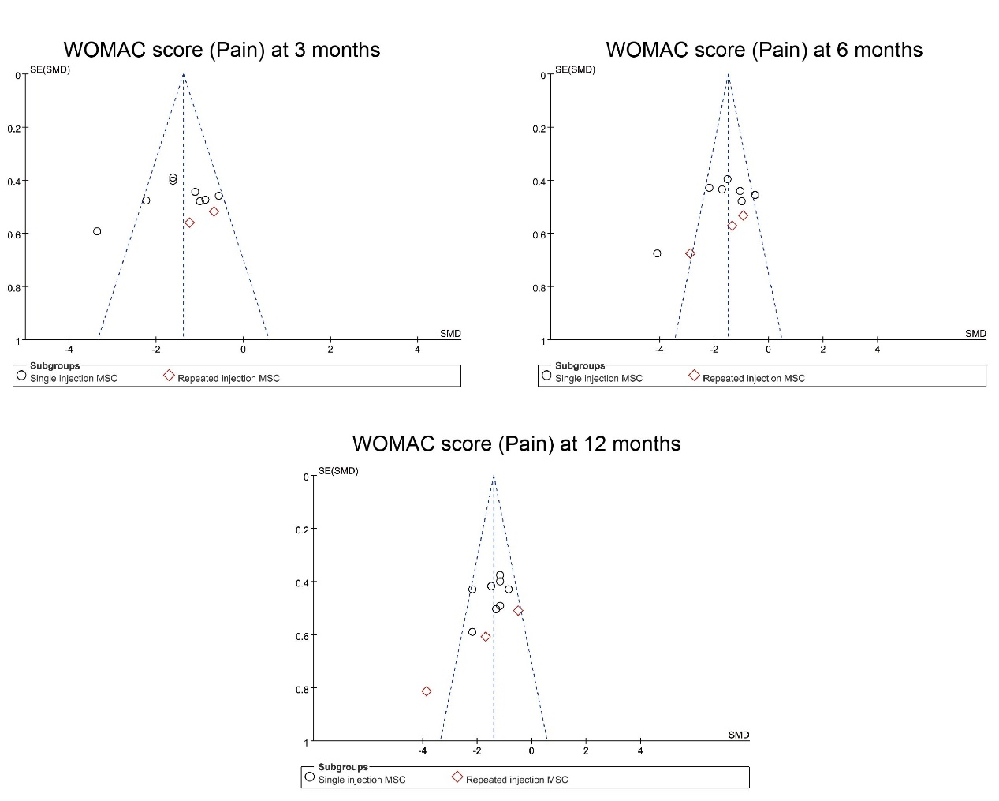 WOMAC score (Pain) at 3 months
SE(SMD)
0
0.2
0.4
0.6
0.8
1
SMD
-4 -2 0 2 4
Subgroups
Single injection MSC Repeated injection MSC
WOMAC score (Pain) at 6 months
SE(SMD)
0
0.2
0.4
0.6
0.8
1
SMD
-4 -2 0 2 4
Subgroups
Single injection MSC Repeated injection MSC
WOMAC score (Pain) at 12 months
SE(SMD)
0
0.2
0.4
0.6
0.8
1
SMD
-4 -2 0 2 4
Subgroups
Single injection MSC Repeated injection MSC